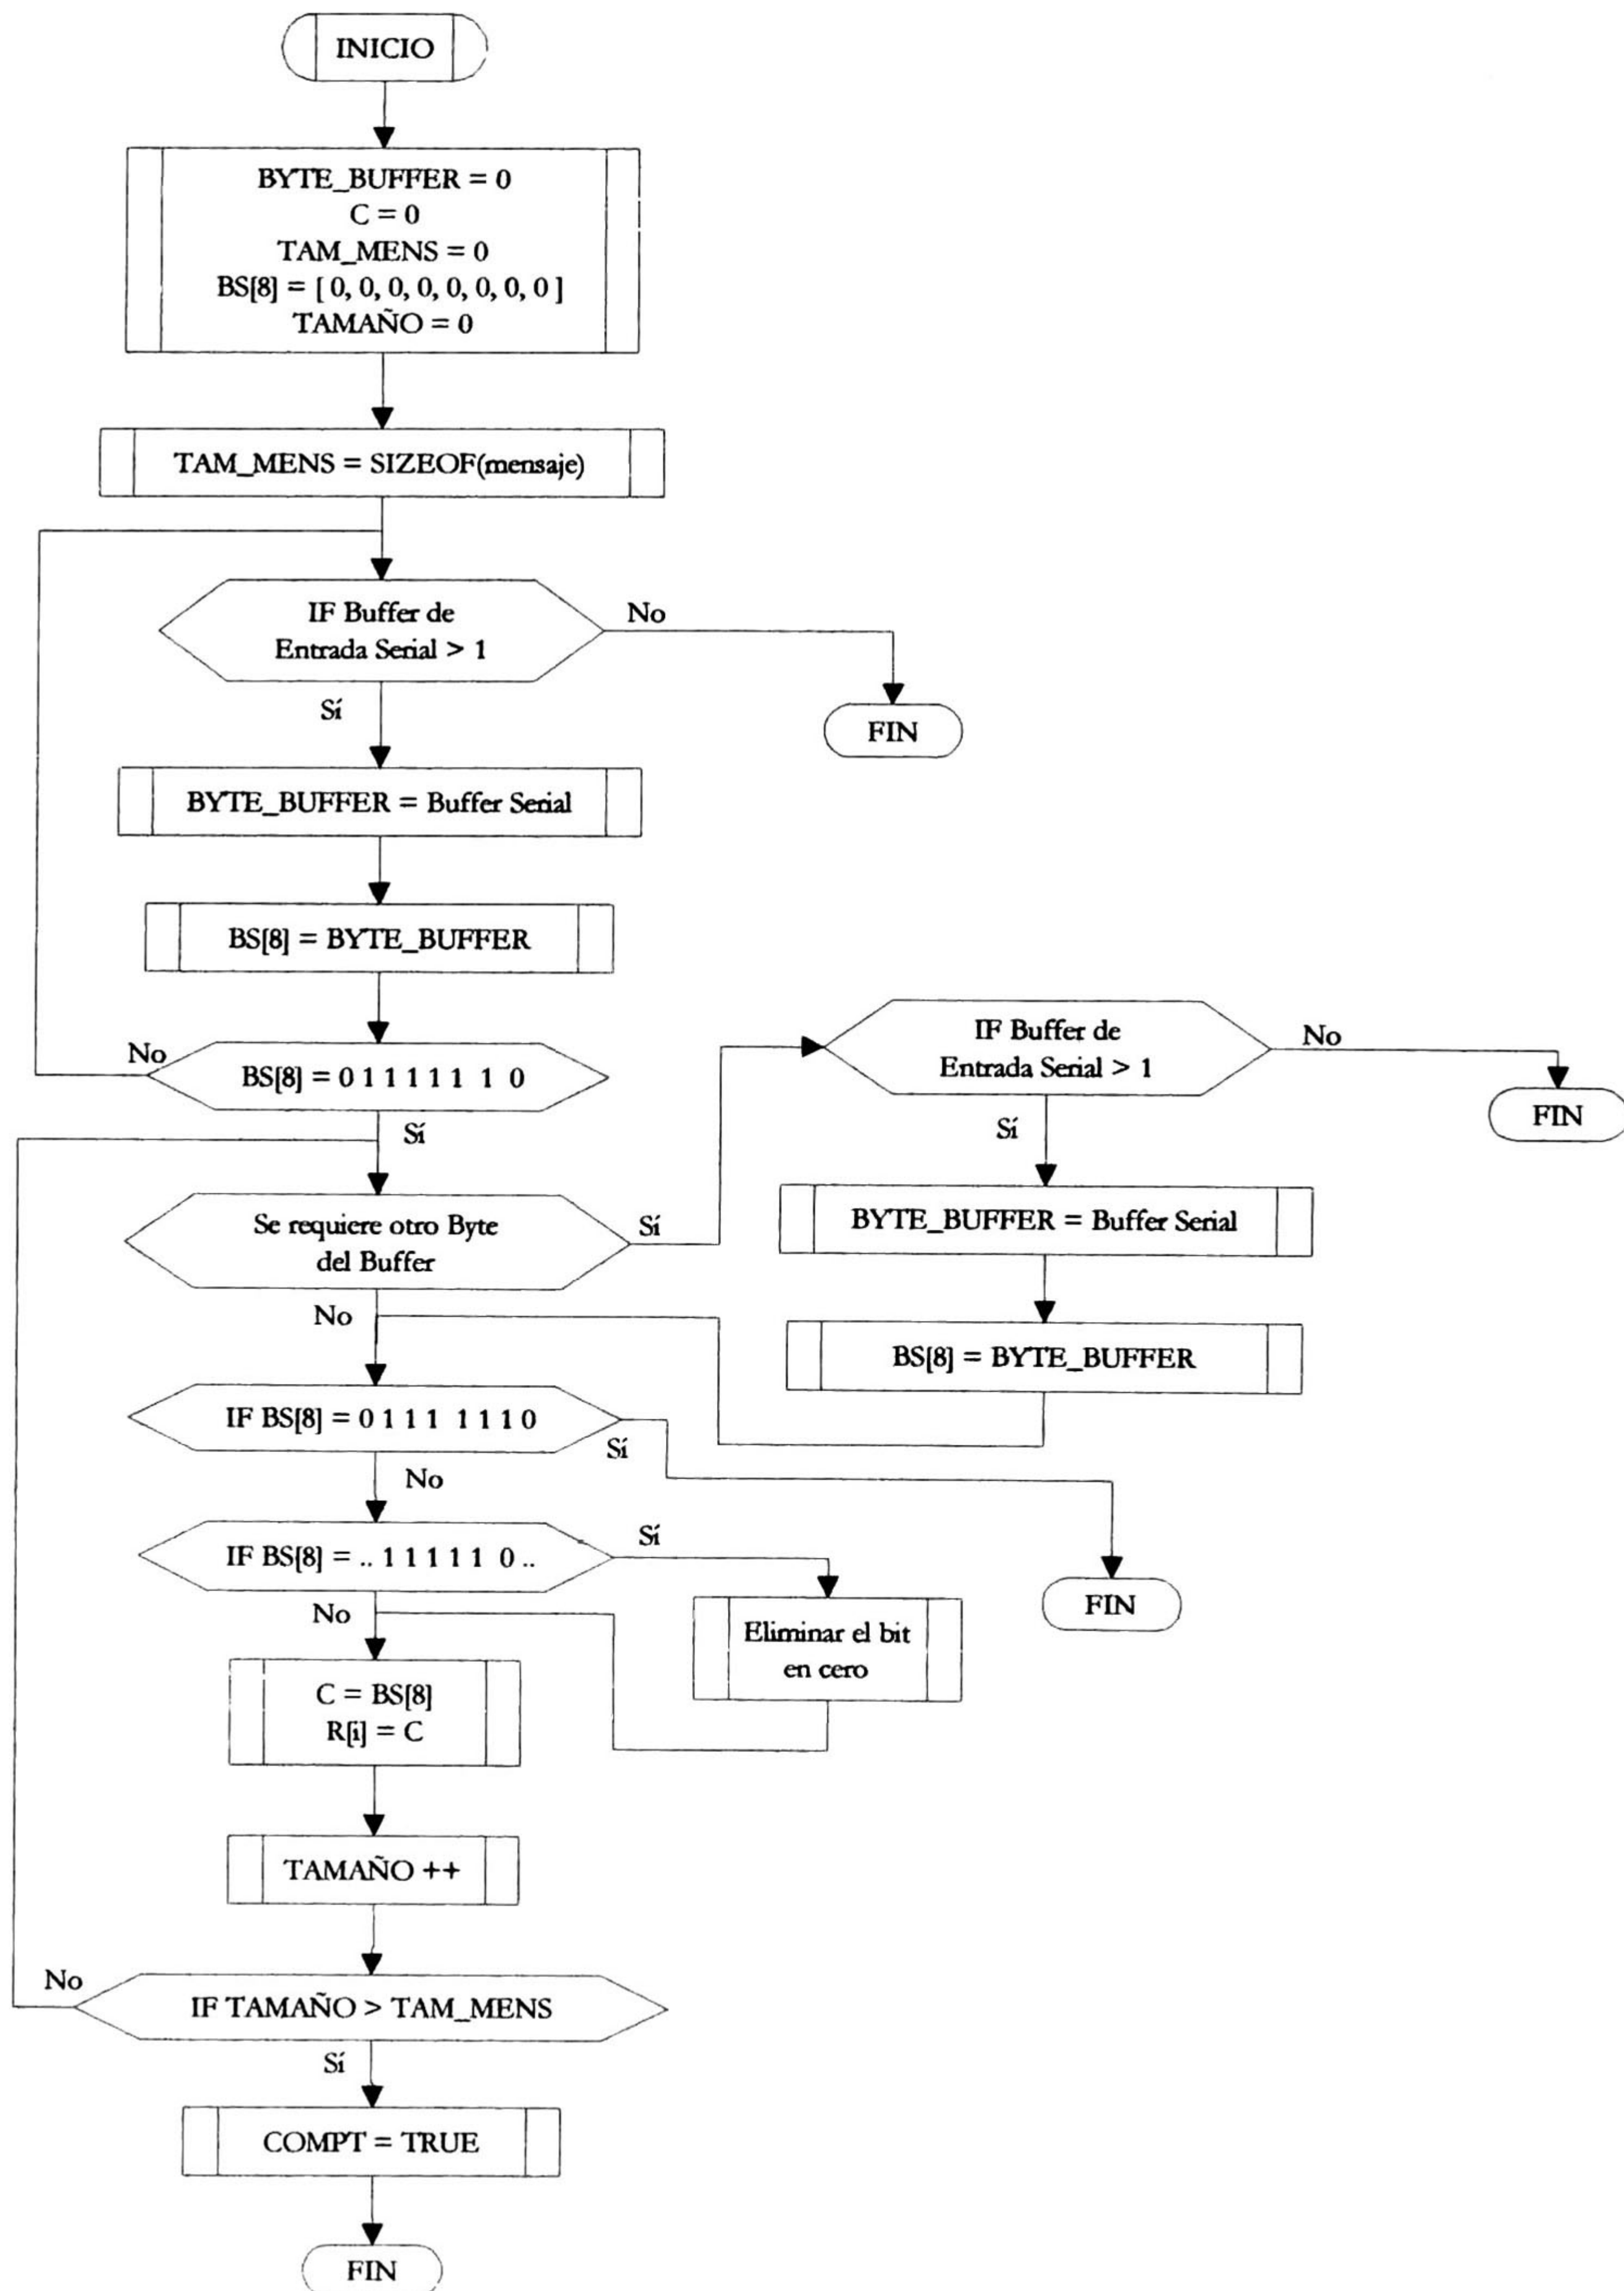 INICIO
BYTE_BUFFER = 0
C = 0
TAM_MENS = 0
BS[8] = [ 0, 0, 0, 0, 0, 0, 0, 0 ]
TAMAÑO = 0
TAM_MENS = SIZEOF(mensaje)
IF Buffer de
Entrada Serial > 1
No
Sí
FIN
BYTE_BUFFER = Buffer Serial
BS[8] = BYTE_BUFFER
No
BS[8] = 0 1 1 1 1 1 1 0
Sí
IF Buffer de
Entrada Serial > 1
No
Sí
FIN
Se requiere otro Byte
del Buffer
Sí
No
BYTE_BUFFER = Buffer Serial
BS[8] = BYTE_BUFFER
IF BS[8] = 0 1 1 1 1 1 1 0
Sí
No
FIN
IF BS[8] = .. 1 1 1 1 1 0 ..
Sí
No
Eliminar el bit
en cero
C = BS[8]
R[i] = C
TAMAÑO ++
No
IF TAMAÑO > TAM_MENS
Sí
COMPT = TRUE
FIN